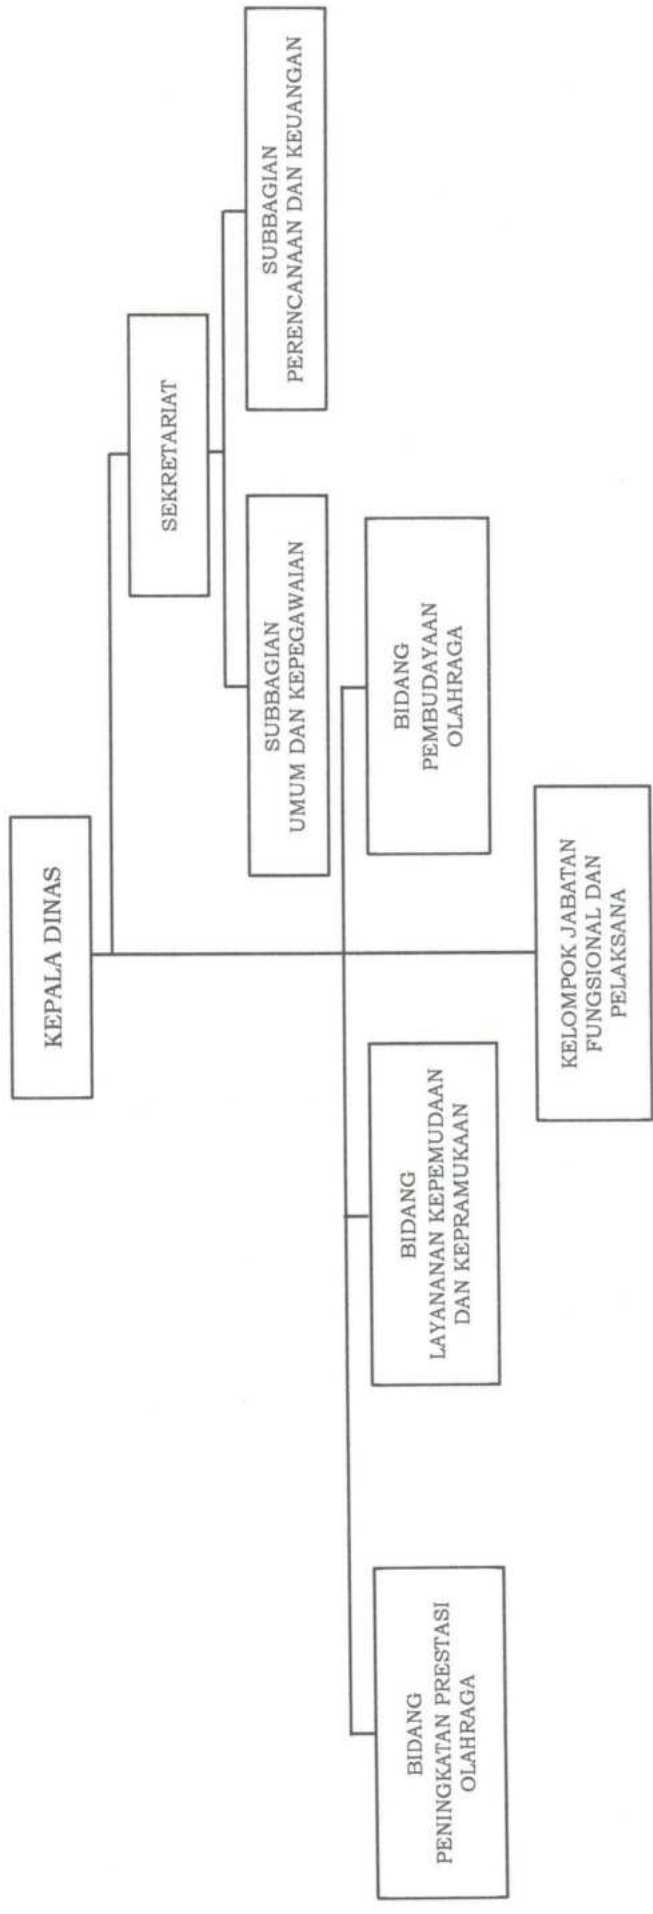 KEPALA DINAS
SEKRETARIAT
SUBBAGIAN
UMUM DAN KEPEGAWAIAN
SUBBAGIAN
PERENCANAAN DAN KEUANGAN
BIDANG
PENINGKATAN PRESTASI
OLAHRAGA
BIDANG
LAYANANAN KEPEMUDAAN
DAN KEPRAMUKAAN
BIDANG
PEMBUDAYAAN
OLAHRAGA
KELOMPOK JABATAN
FUNGSIONAL DAN
PELAKSANA